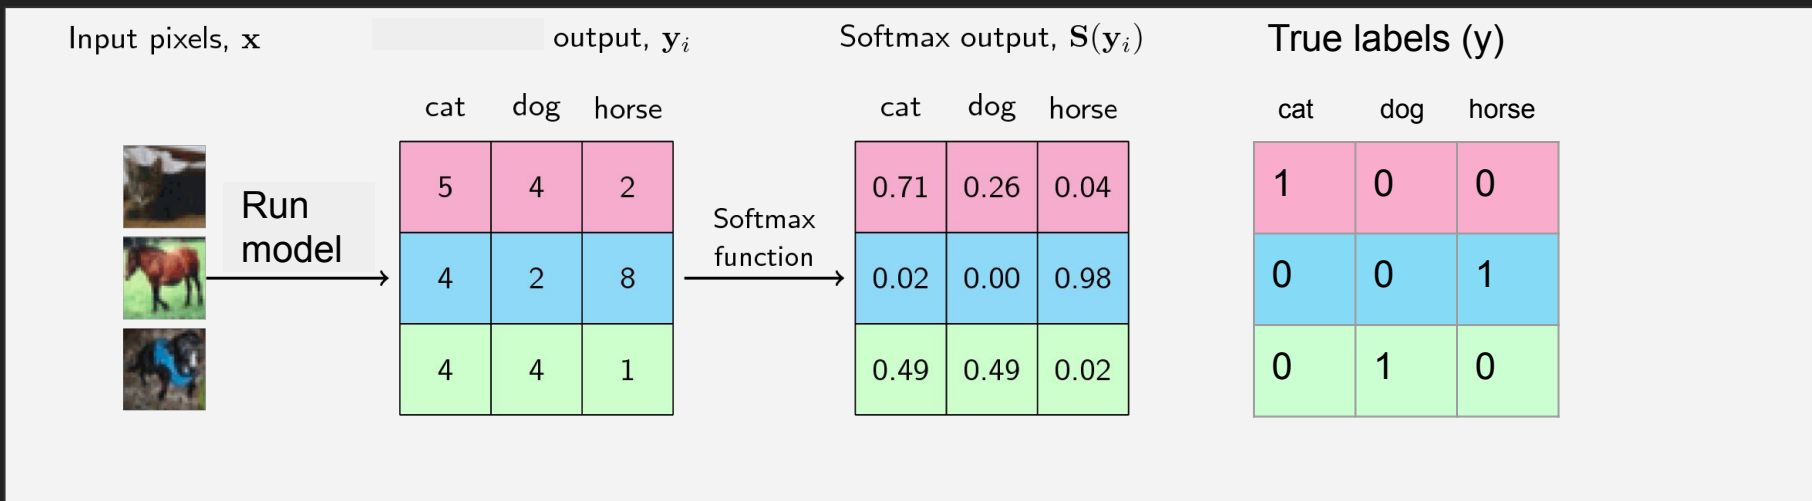 Input pixels, x
output, yᵢ
Softmax output, S(yᵢ)
True labels (y)
cat dog horse
cat dog horse
cat dog horse
Run
model
5 4 2
4 2 8
4 4 1
Softmax
function
0.71 0.26 0.04
0.02 0.00 0.98
0.49 0.49 0.02
1 0 0
0 0 1
0 1 0